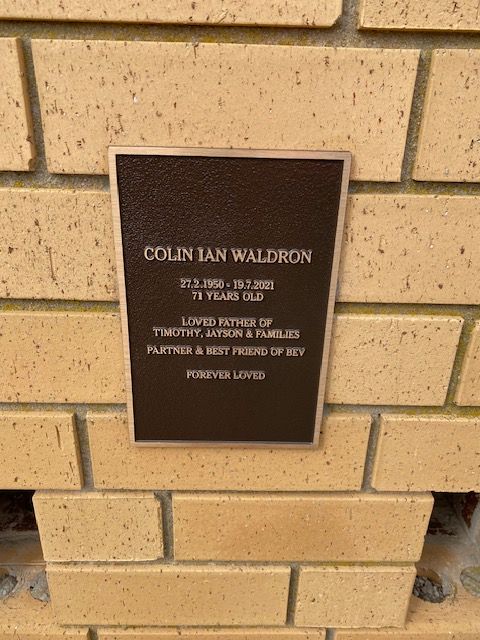 COLIN IAN WALDRON
27.2.1950 - 19.7.2021
71 YEARS OLD
LOVED FATHER OF
TIMOTHY, JAYSON & FAMILIES
PARTNER & BEST FRIEND OF BEV
FOREVER LOVED